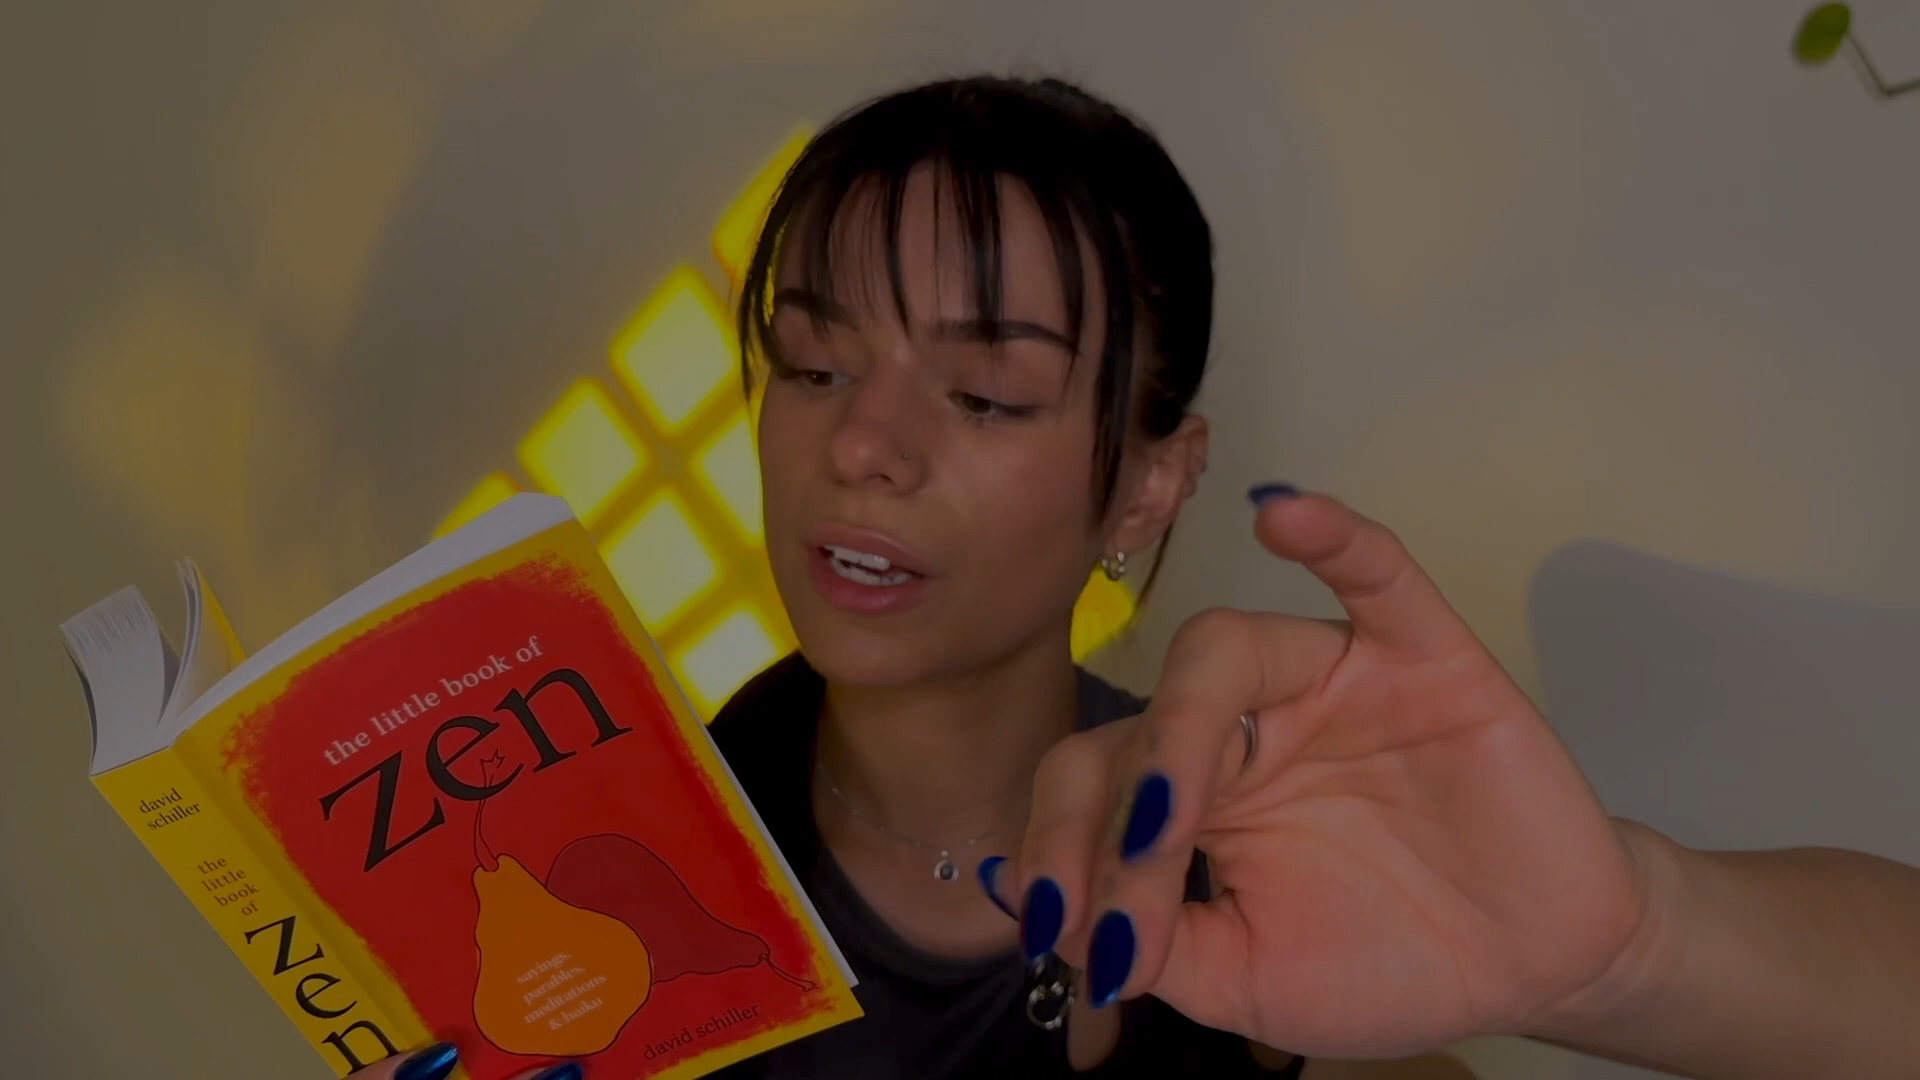 the little book of
zen
sayings,
parables,
meditations
& haiku
david schiller
david
schiller
the
little
book
of
zen